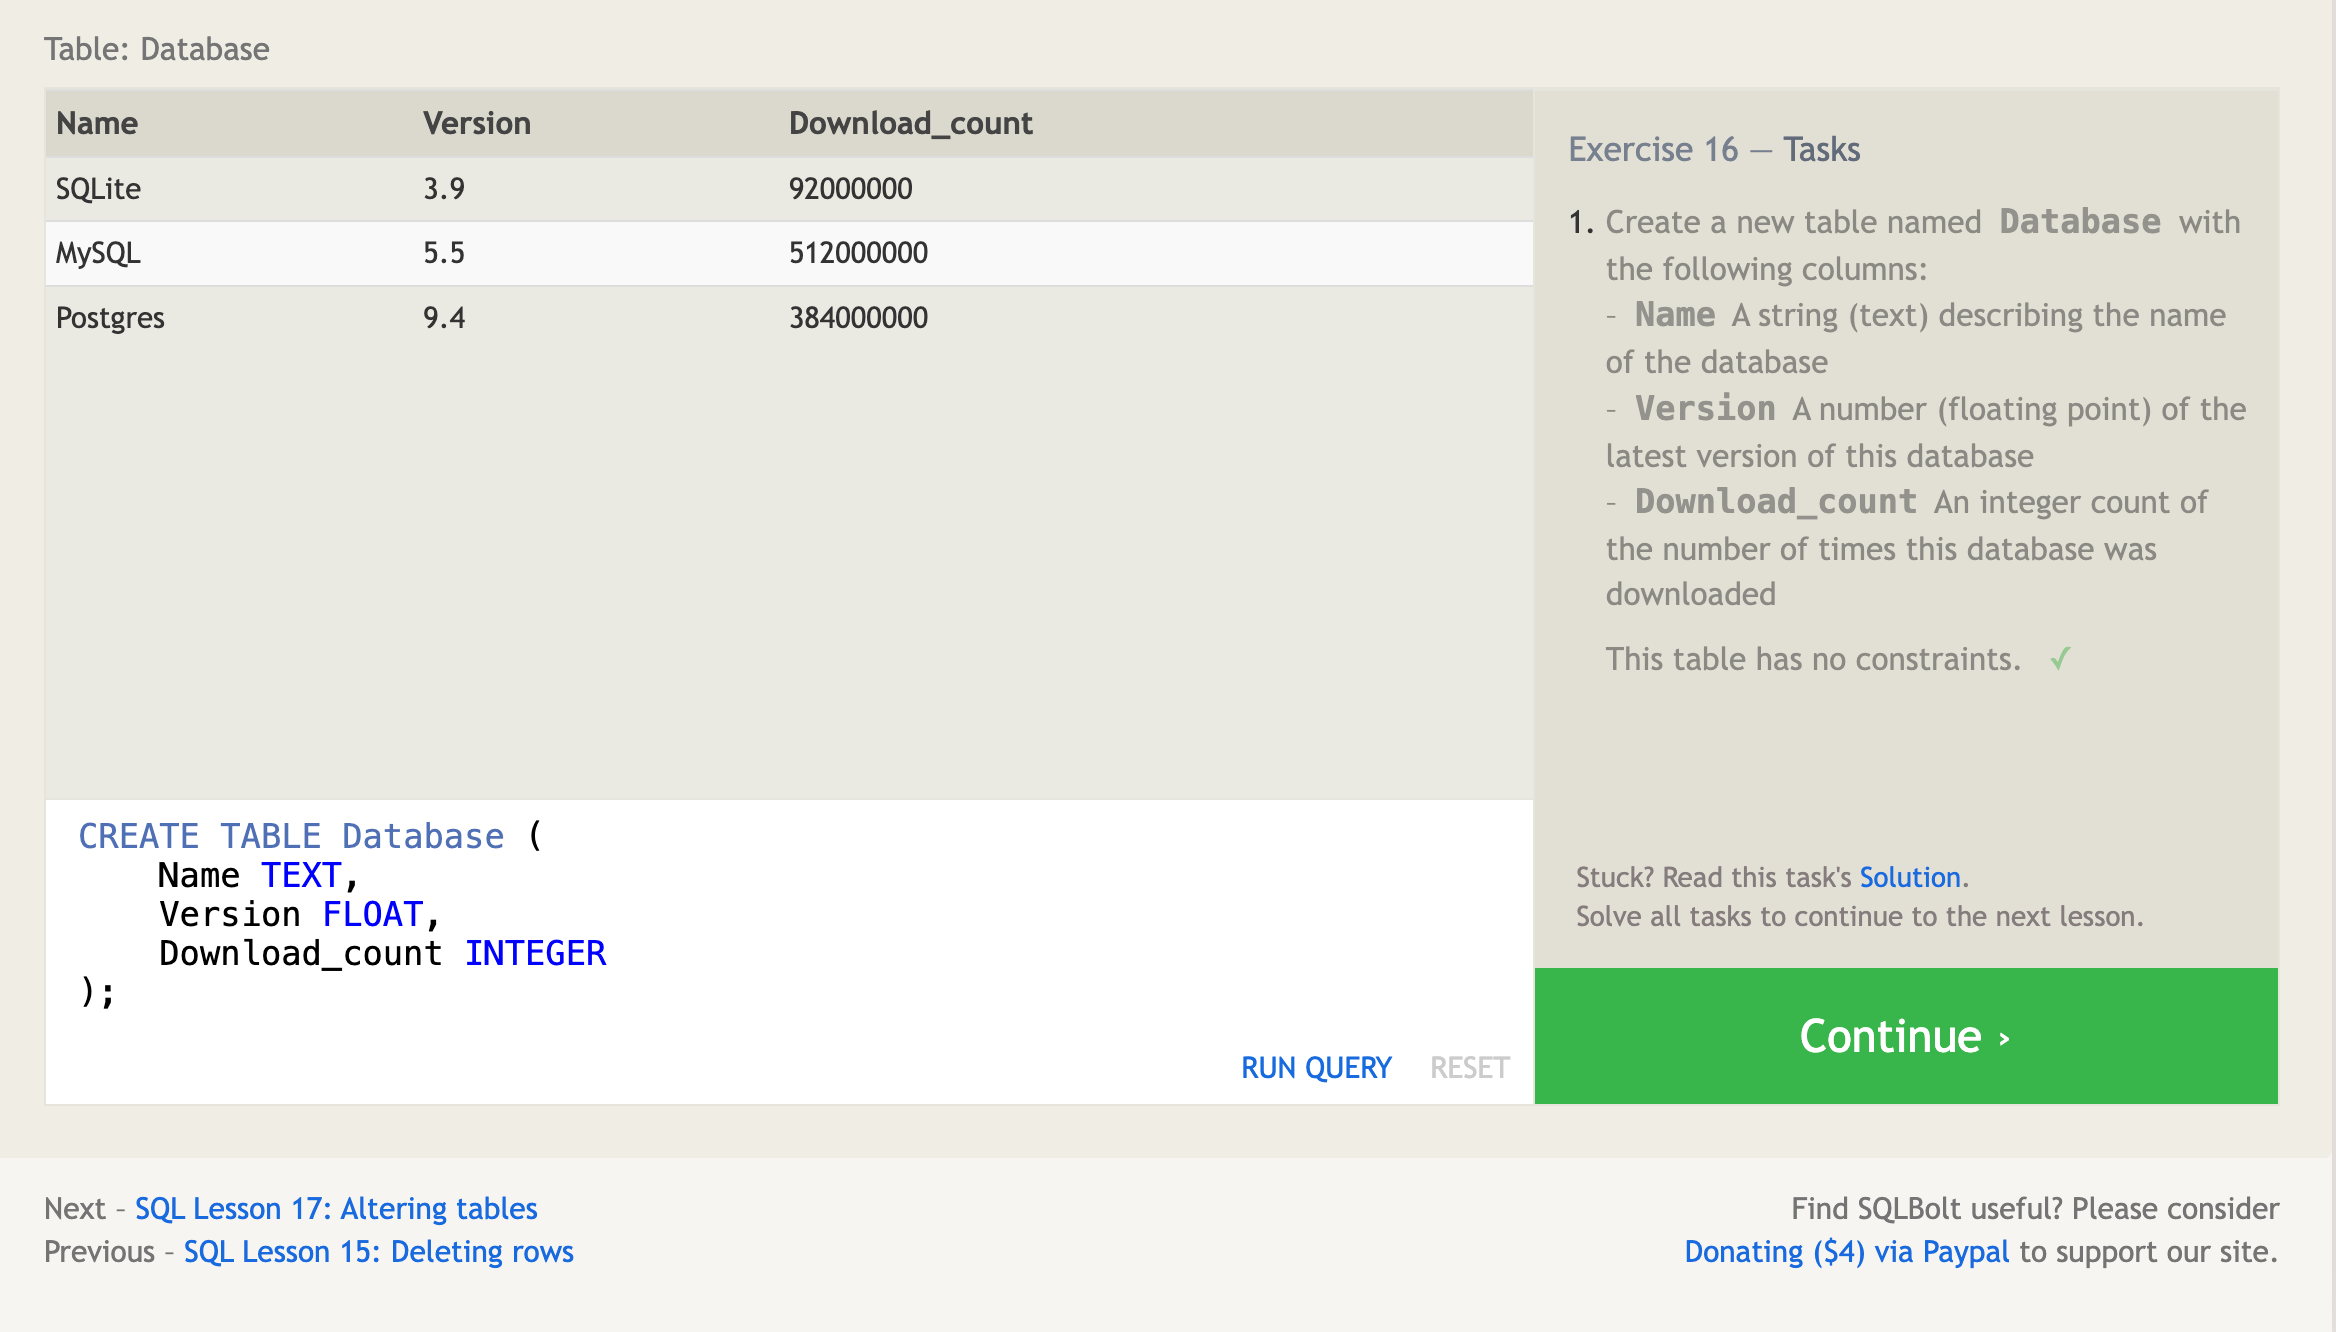 Table: Database
Name Version Download_count
SQLite 3.9 92000000
MySQL 5.5 512000000
Postgres 9.4 384000000
CREATE TABLE Database (
    Name TEXT,
    Version FLOAT,
    Download_count INTEGER
);
RUN QUERY RESET
Exercise 16 — Tasks
1. Create a new table named Database with
the following columns:
– Name A string (text) describing the name
of the database
– Version A number (floating point) of the
latest version of this database
– Download_count An integer count of
the number of times this database was
downloaded
This table has no constraints. ✓
Stuck? Read this task's Solution.
Solve all tasks to continue to the next lesson.
Continue ›
Next – SQL Lesson 17: Altering tables
Previous – SQL Lesson 15: Deleting rows
Find SQLBolt useful? Please consider
Donating ($4) via Paypal to support our site.